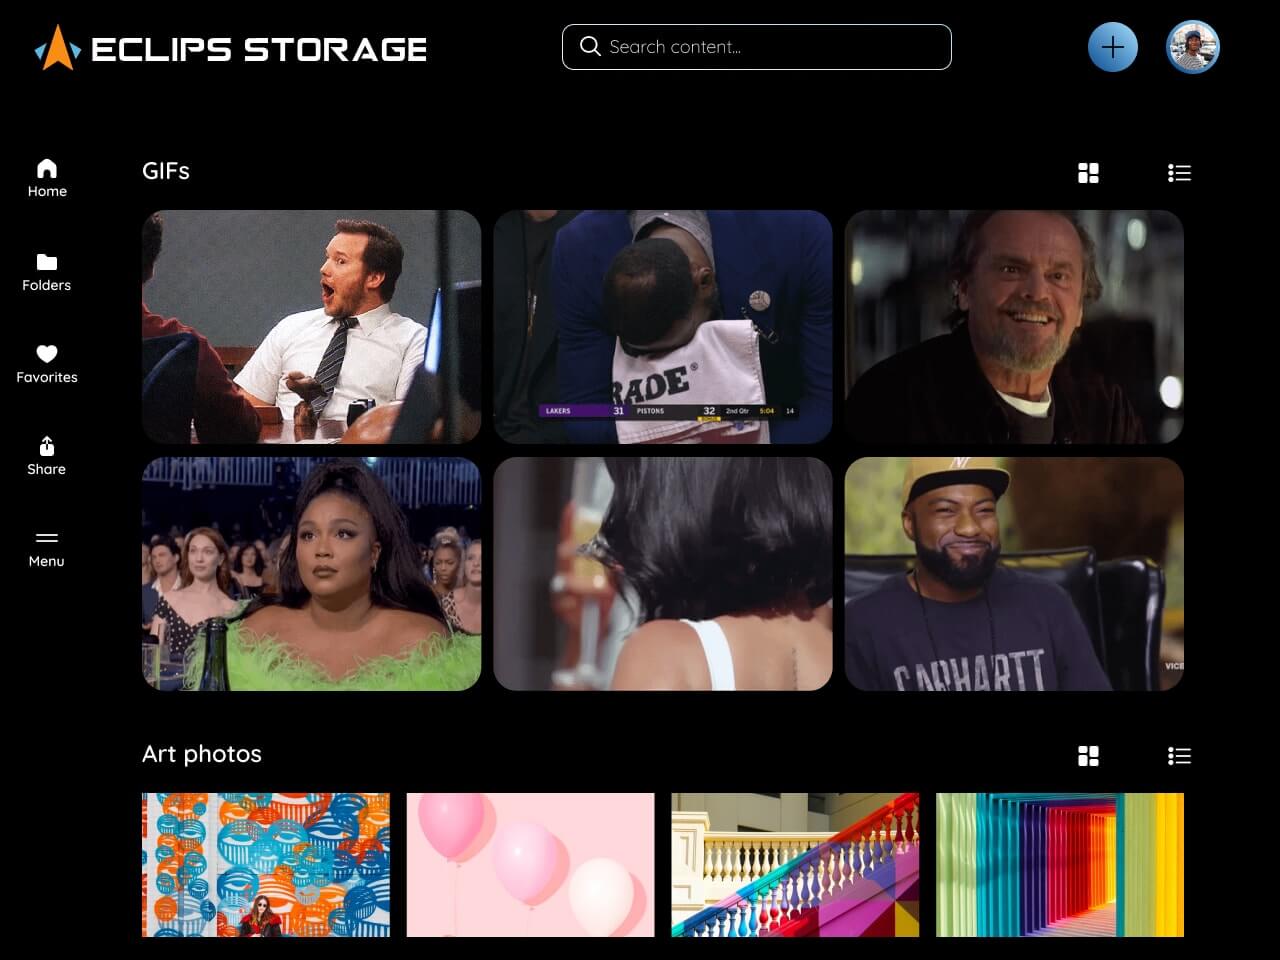 ECLIPS STORAGE
Search content...
Home
GIFs
Folders
Favorites
Share
Menu
RADE®
LAKERS 31 PISTONS 32 2nd Qtr 5:04 14
BONUS
CARHARTT
VICE
Art photos